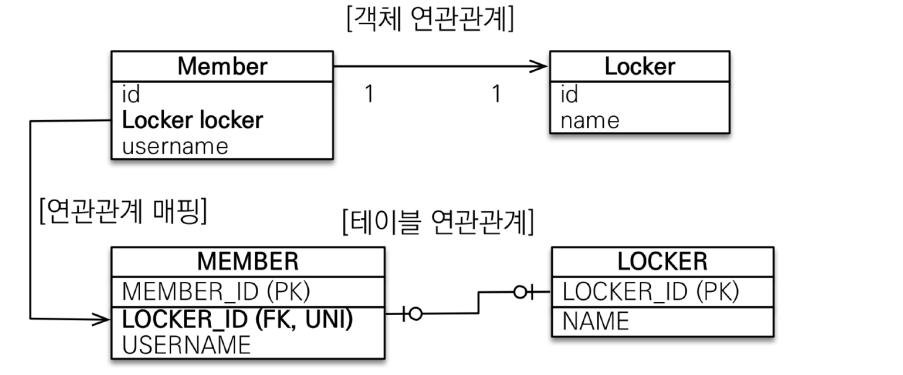 [객체 연관관계]
Member
id
Locker locker
username
1
1
Locker
id
name
[연관관계 매핑]
[테이블 연관관계]
MEMBER
MEMBER_ID (PK)
LOCKER_ID (FK, UNI)
USERNAME
LOCKER
LOCKER_ID (PK)
NAME